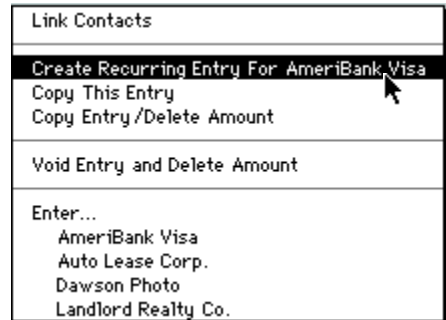 Link Contacts
Create Recurring Entry For AmeriBank Visa
Copy This Entry
Copy Entry/Delete Amount
Void Entry and Delete Amount
Enter...
AmeriBank Visa
Auto Lease Corp.
Dawson Photo
Landlord Realty Co.